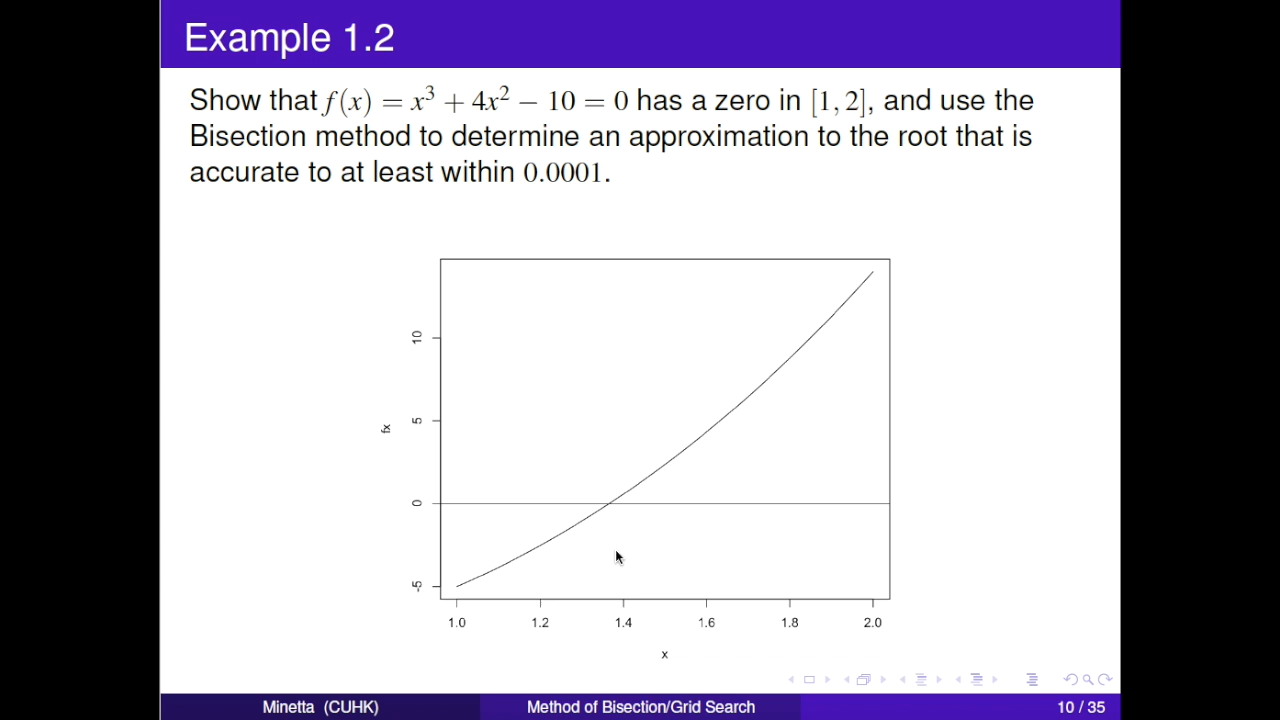 Example 1.2
Show that f(x) = x³ + 4x² − 10 = 0 has a zero in [1, 2], and use the
Bisection method to determine an approximation to the root that is
accurate to at least within 0.0001.
10
5
fx
0
-5
1.0 1.2 1.4 1.6 1.8 2.0
x
Minetta (CUHK) Method of Bisection/Grid Search 10 / 35